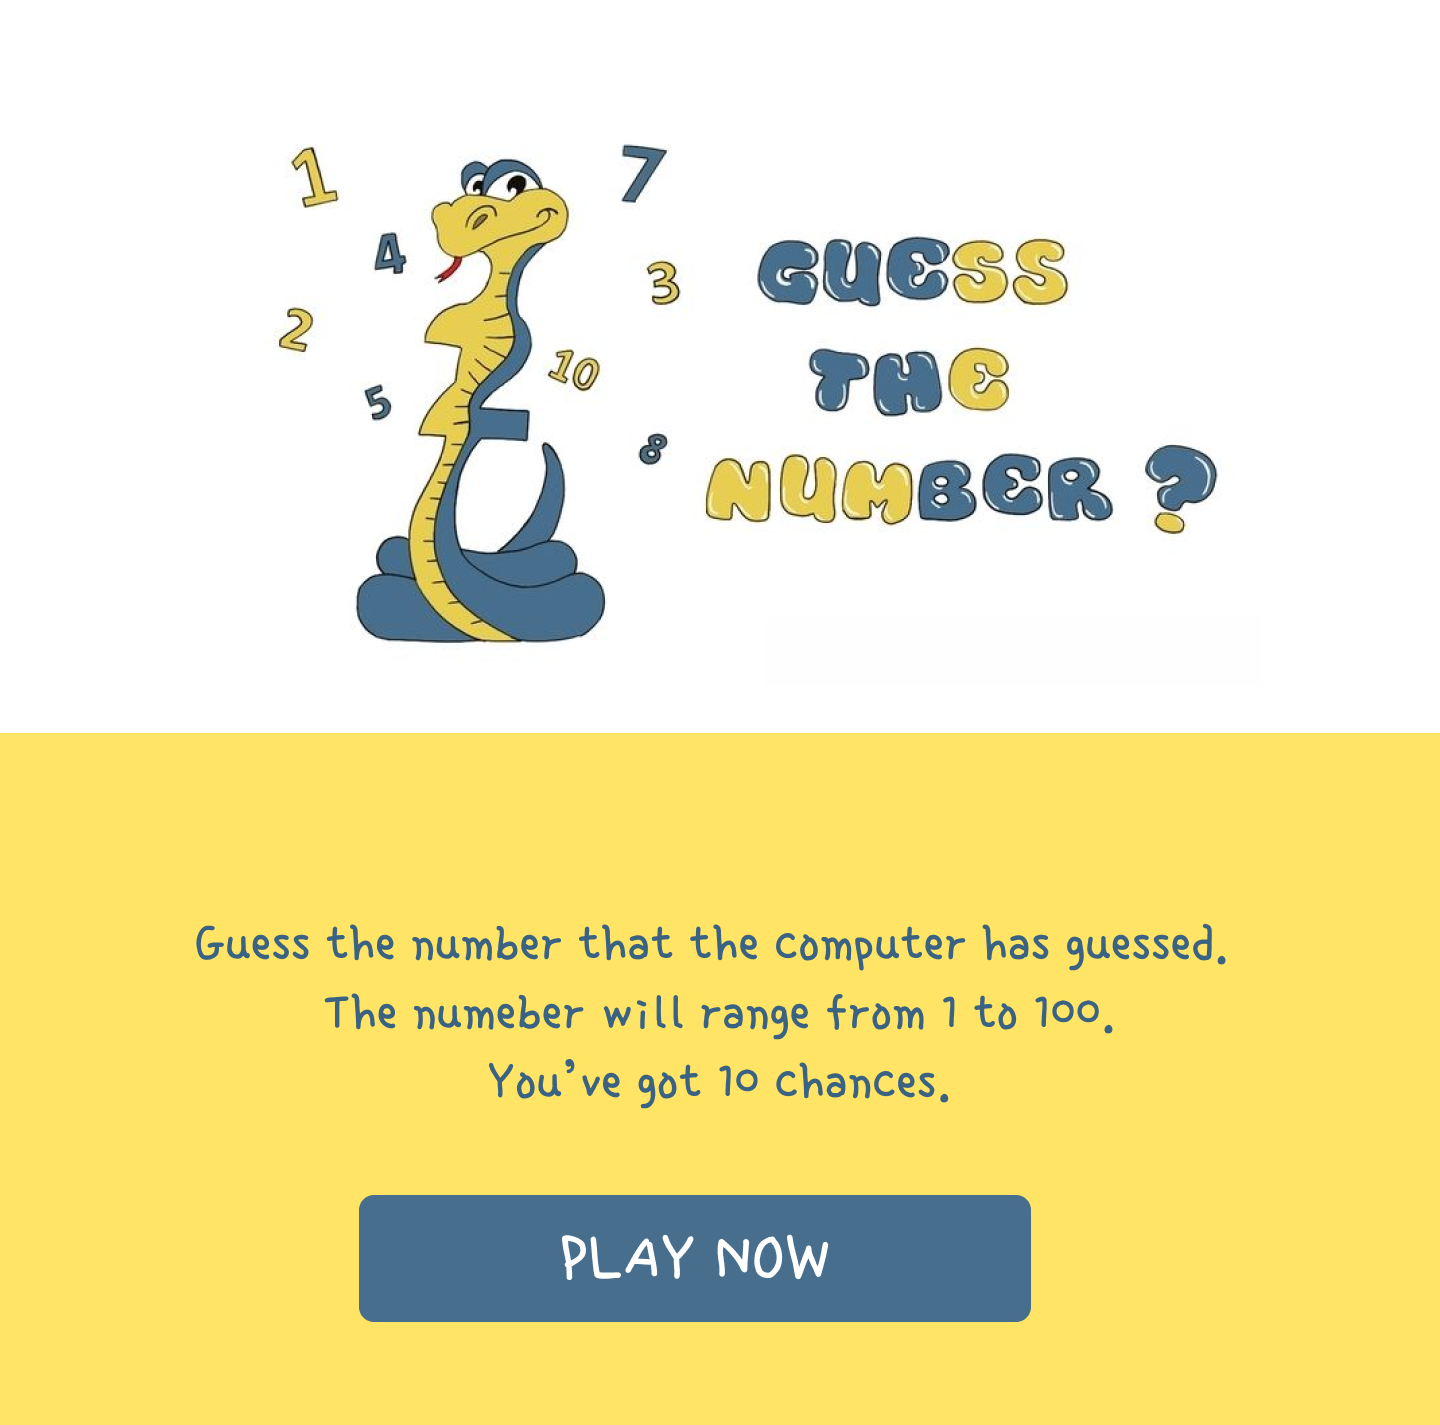 1
7
4
3
2
10
5
8
GUESS
THE
NUMBER ?
Guess the number that the computer has guessed.
The numeber will range from 1 to 100.
You've got 10 chances.
PLAY NOW